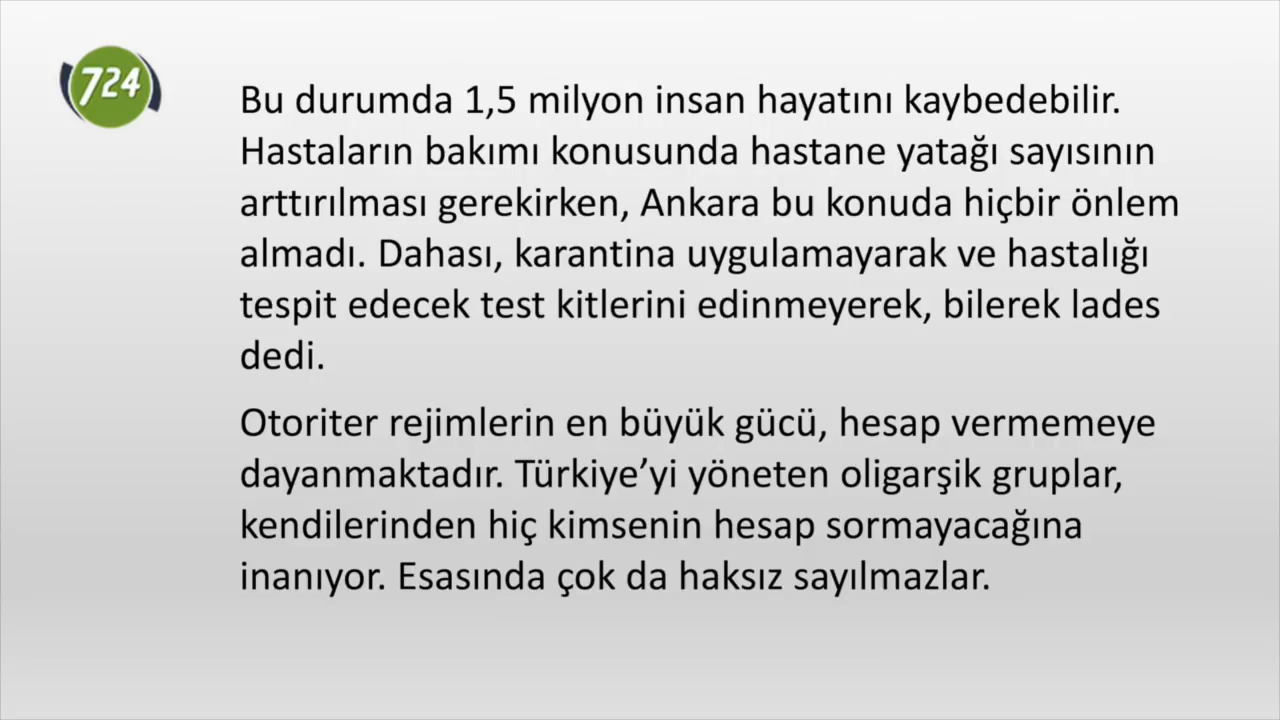 724
Bu durumda 1,5 milyon insan hayatını kaybedebilir.
Hastaların bakımı konusunda hastane yatağı sayısının
arttırılması gerekirken, Ankara bu konuda hiçbir önlem
almadı. Dahası, karantina uygulamayarak ve hastalığı
tespit edecek test kitlerini edinmeyerek, bilerek lades
dedi.
Otoriter rejimlerin en büyük gücü, hesap vermemeye
dayanmaktadır. Türkiye’yi yöneten oligarşik gruplar,
kendilerinden hiç kimsenin hesap sormayacağına
inanıyor. Esasında çok da haksız sayılmazlar.